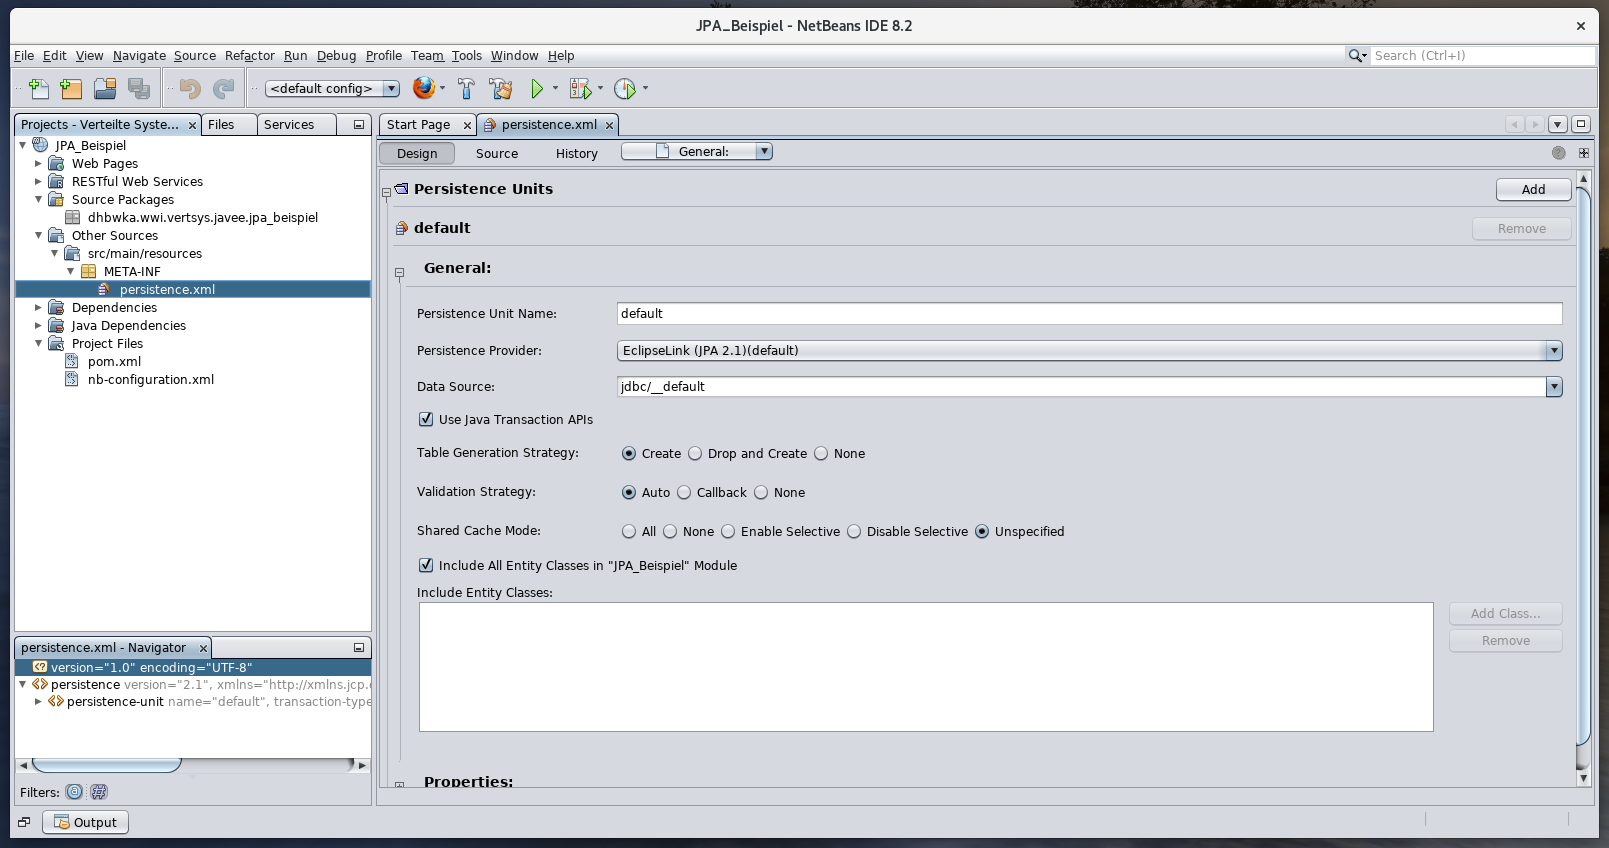 JPA_Beispiel - NetBeans IDE 8.2
File Edit View Navigate Source Refactor Run Debug Profile Team Tools Window Help
Search (Ctrl+I)
<default config>
Projects - Verteilte Syste... Files Services
JPA_Beispiel
Web Pages
RESTful Web Services
Source Packages
dhbwka.wwi.vertsys.javee.jpa_beispiel
Other Sources
src/main/resources
META-INF
persistence.xml
Dependencies
Java Dependencies
Project Files
pom.xml
nb-configuration.xml
persistence.xml - Navigator
version="1.0" encoding="UTF-8"
persistence version="2.1", xmlns="http://xmlns.jcp.
persistence-unit name="default", transaction-type
Filters:
Output
Start Page persistence.xml
Design Source History General:
Persistence Units Add
default Remove
General:
Persistence Unit Name: default
Persistence Provider: EclipseLink (JPA 2.1)(default)
Data Source: jdbc/__default
Use Java Transaction APIs
Table Generation Strategy: Create Drop and Create None
Validation Strategy: Auto Callback None
Shared Cache Mode: All None Enable Selective Disable Selective Unspecified
Include All Entity Classes in "JPA_Beispiel" Module
Include Entity Classes:
Add Class...
Remove
Properties: